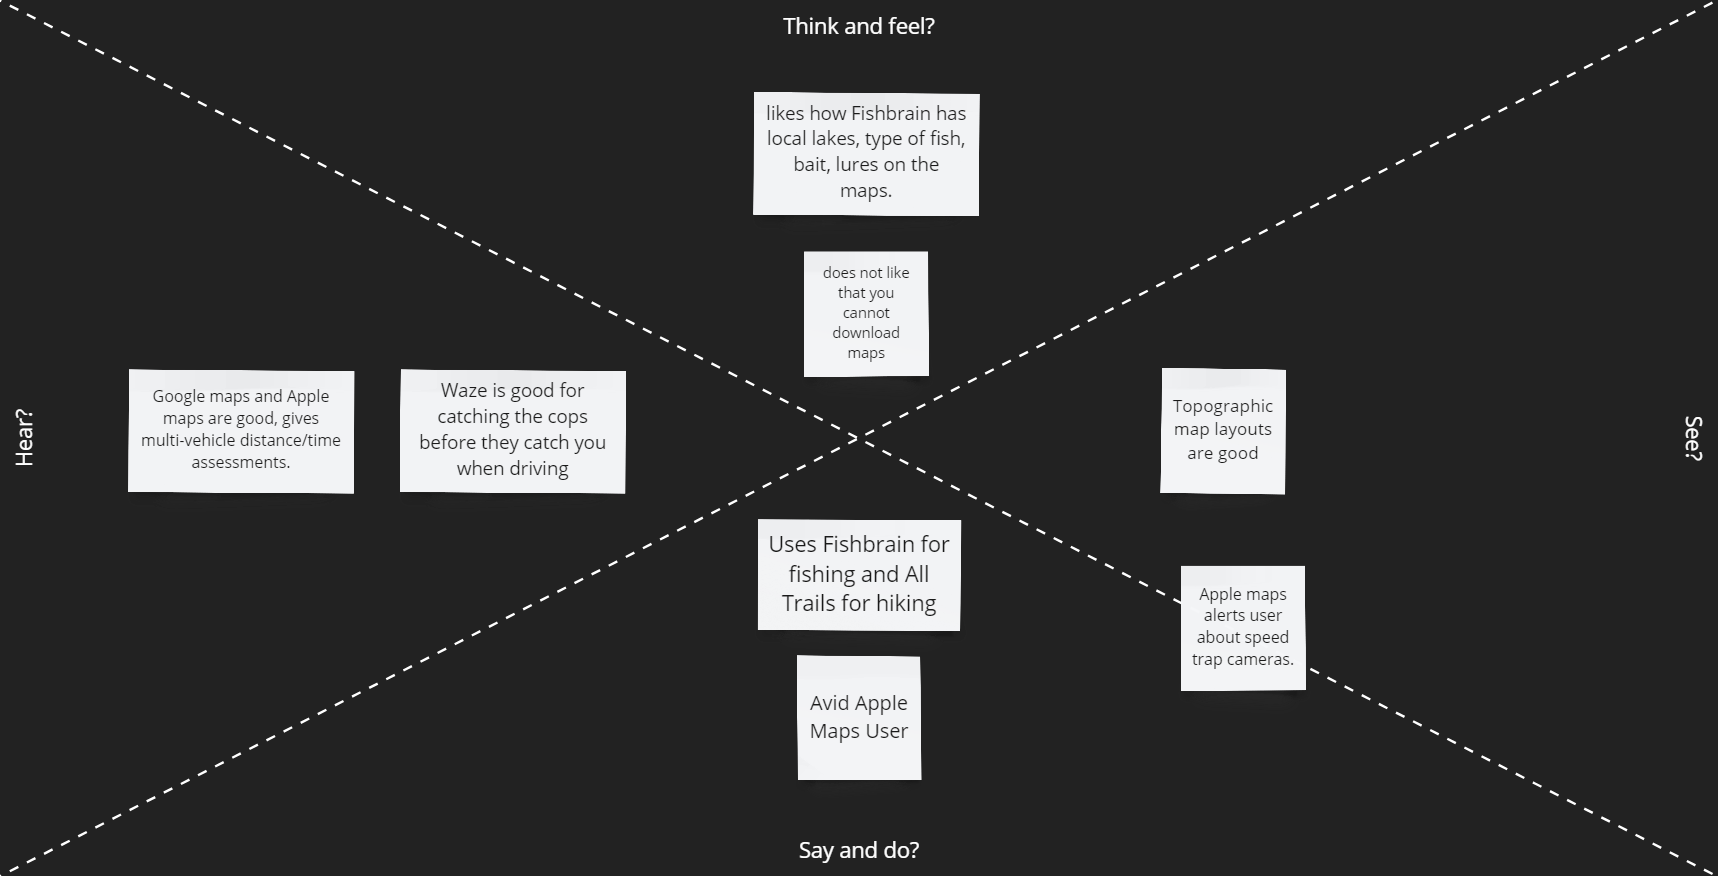 Think and feel?
likes how Fishbrain has
local lakes, type of fish,
bait, lures on the
maps.
does not like
that you
cannot
download
maps
Hear?
Google maps and Apple
maps are good, gives
multi-vehicle distance/time
assessments.
Waze is good for
catching the cops
before they catch you
when driving
Topographic
map layouts
are good
See?
Uses Fishbrain for
fishing and All
Trails for hiking
Apple maps
alerts user
about speed
trap cameras.
Avid Apple
Maps User
Say and do?